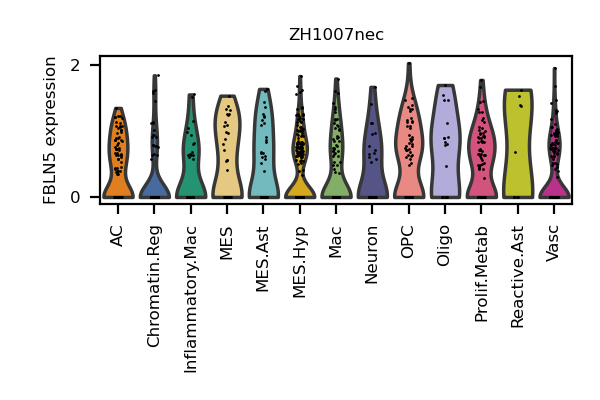 ZH1007nec
FBLN5 expression
2
0
AC
Chromatin.Reg
Inflammatory.Mac
MES
MES.Ast
MES.Hyp
Mac
Neuron
OPC
Oligo
Prolif.Metab
Reactive.Ast
Vasc